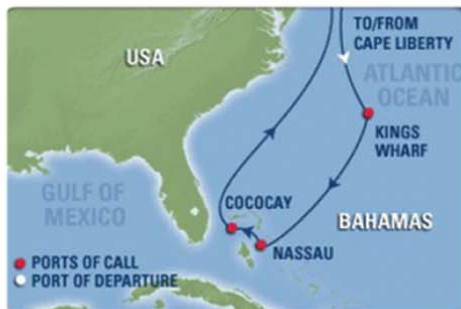 TO/FROM
CAPE LIBERTY
USA
ATLANTIC
OCEAN
KINGS
WHARF
GULF OF
MEXICO
COCOCAY
BAHAMAS
NASSAU
PORTS OF CALL
PORT OF DEPARTURE